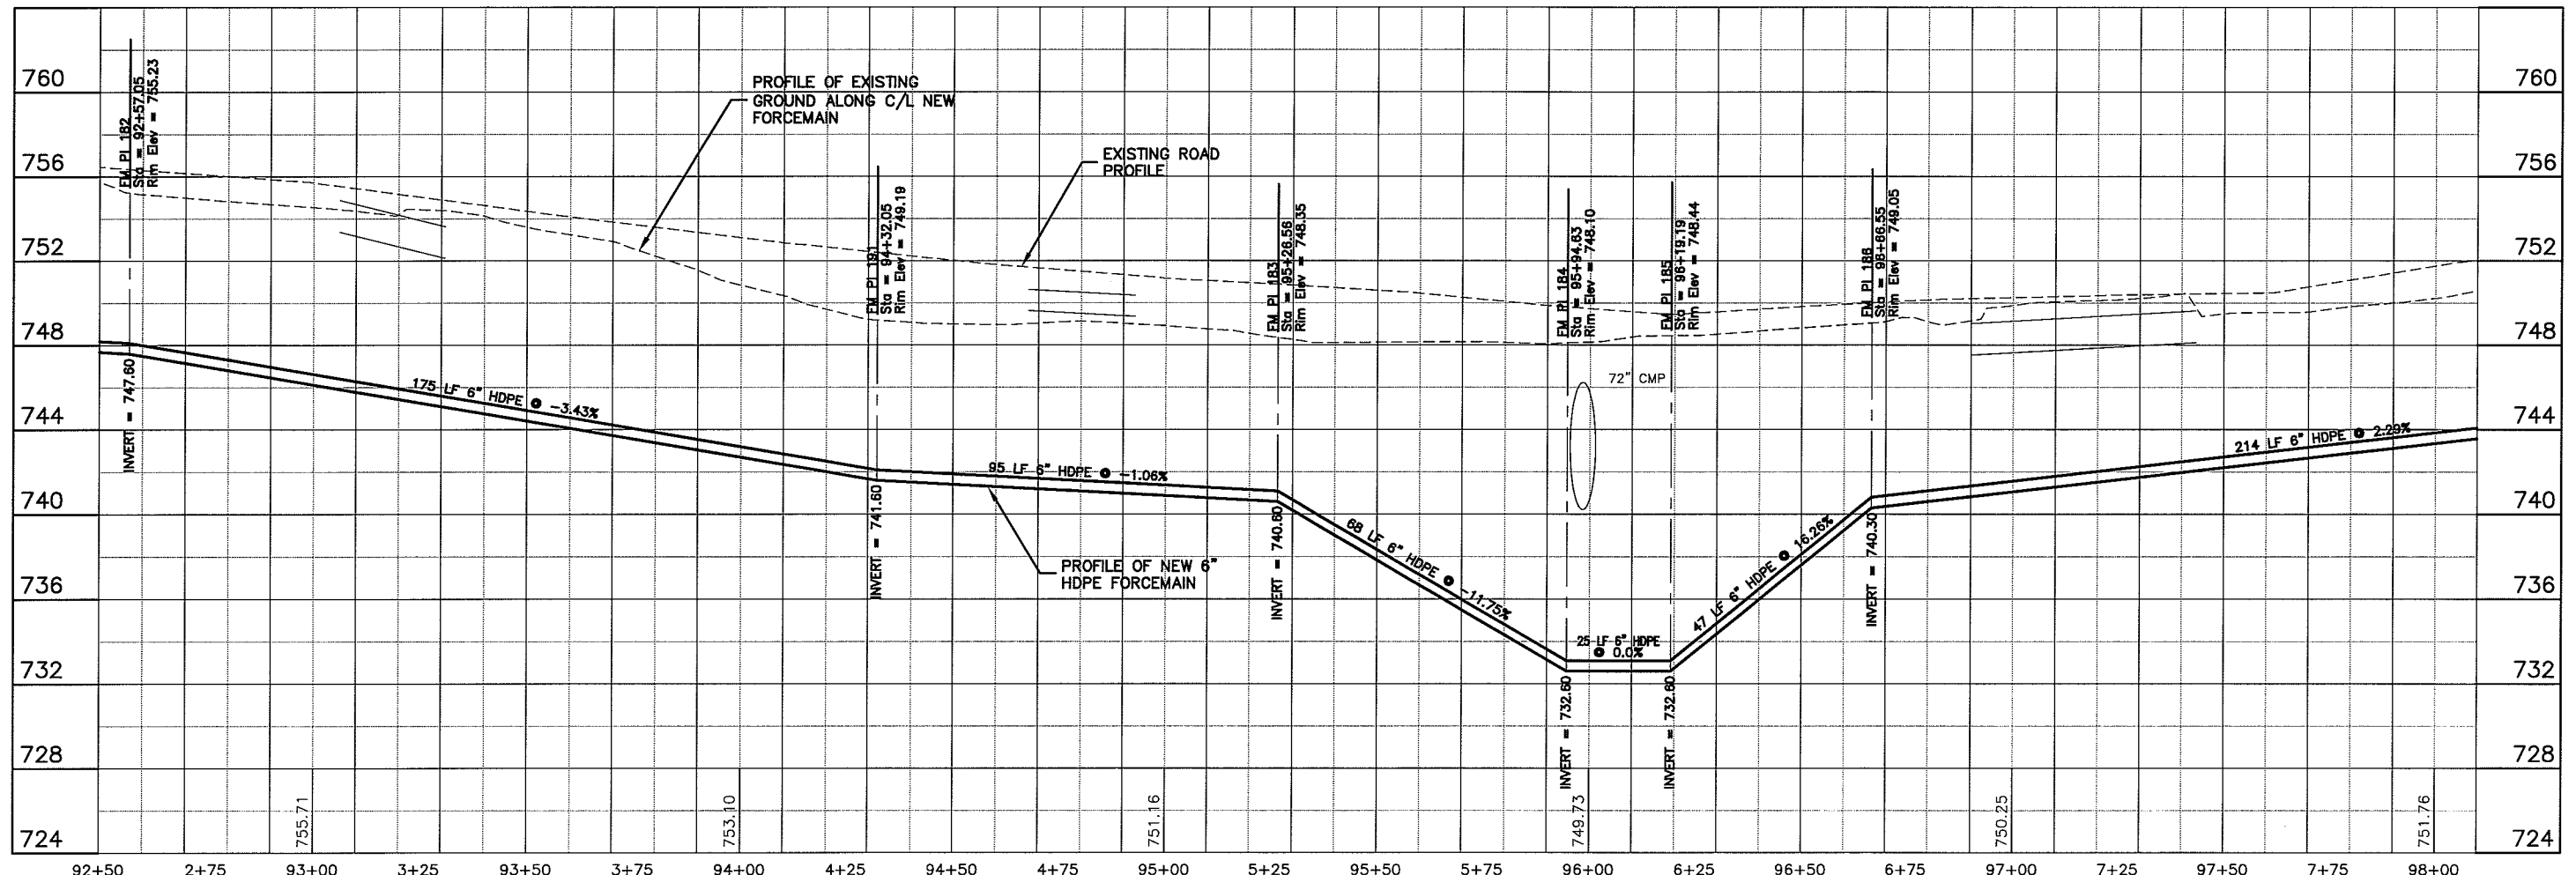 760
756
752
748
744
740
736
732
728
724
FM PI 182
Sta = 92+57.05
Rim Elev = 755.23
PROFILE OF EXISTING
GROUND ALONG C/L NEW
FORCEMAIN
EXISTING ROAD
PROFILE
FM PI 191
Sta = 94+32.05
Rim Elev = 749.19
FM PI 183
Sta = 95+26.56
Rim Elev = 748.35
FM PI 184
Sta = 95+94.63
Rim Elev = 748.10
FM PI 185
Sta = 96+19.19
Rim Elev = 748.44
FM PI 186
Sta = 96+66.55
Rim Elev = 749.05
INVERT = 747.60
175 LF 6" HDPE @ -3.43%
INVERT = 741.60
95 LF 6" HDPE @ -1.06%
PROFILE OF NEW 6"
HDPE FORCEMAIN
INVERT = 740.60
68 LF 6" HDPE @ -11.75%
72" CMP
25 LF 6" HDPE
@ 0.0%
INVERT = 732.60
INVERT = 732.60
47 LF 6" HDPE @ 16.26%
INVERT = 740.30
214 LF 6" HDPE @ 2.29%
760
756
752
748
744
740
736
732
728
724
755.71
753.10
751.16
749.73
750.25
751.76
92+50
2+75
93+00
3+25
93+50
3+75
94+00
4+25
94+50
4+75
95+00
5+25
95+50
5+75
96+00
6+25
96+50
6+75
97+00
7+25
97+50
7+75
98+00